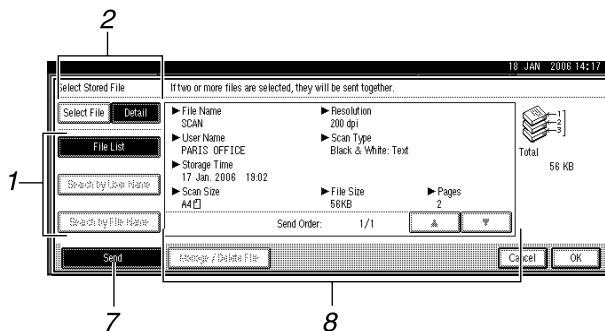 2
18 JAN 2006 14:17
Select Stored File
If two or more files are selected, they will be sent together.
Select File
Detail
▶ File Name
SCAN
▶ Resolution
200 dpi
▶ User Name
PARIS OFFICE
▶ Scan Type
Black & White: Text
▶ Storage Time
17 Jan. 2006 19:02
▶ Scan Size
A4
▶ File Size
56KB
▶ Pages
2
Send Order: 1/1
▲ ▼
1
2
3
Total
56 KB
1
File List
Search by User Name
Search by File Name
Send
Manage / Delete File
Cancel
OK
7
8